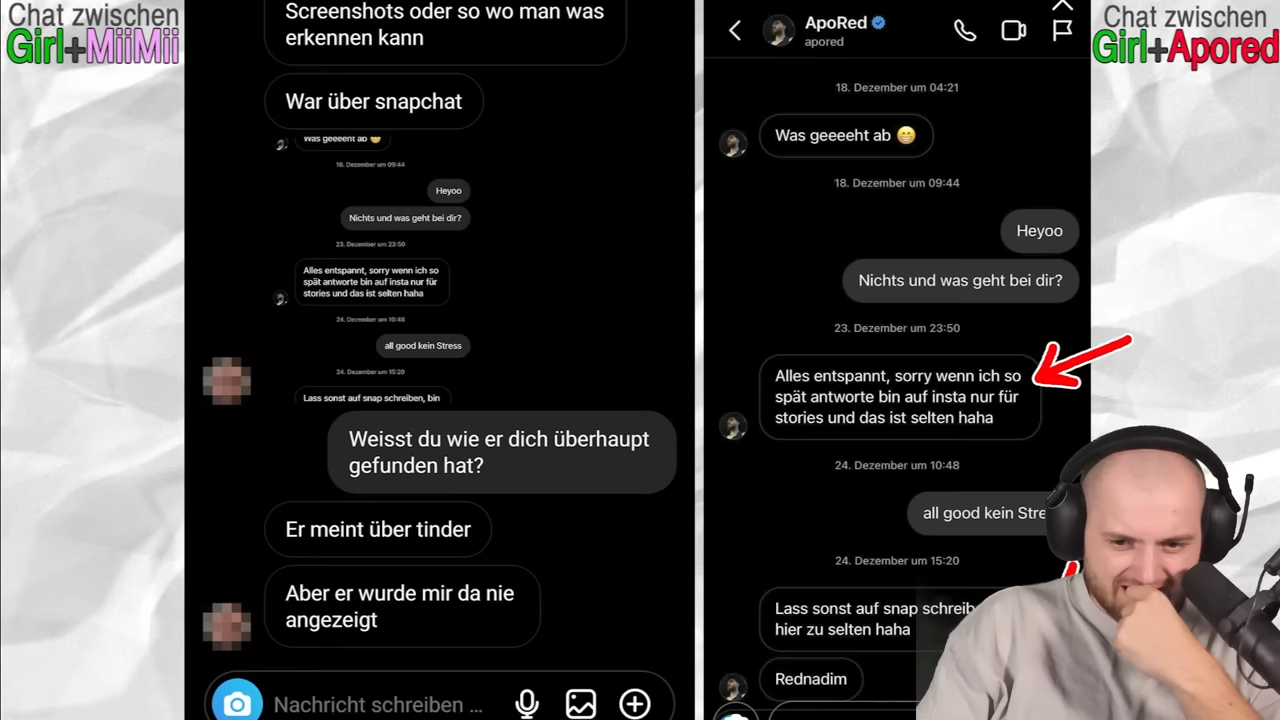 Chat zwischen
Girl+MiiMii
Screenshots oder so wo man was
erkennen kann
War über snapchat
Was geeeeht ab 😁
18. Dezember um 09:44
Heyoo
Nichts und was geht bei dir?
23. Dezember um 23:50
Alles entspannt, sorry wenn ich so
spät antworte bin auf insta nur für
stories und das ist selten haha
24. Dezember um 10:48
all good kein Stress
24. Dezember um 15:20
Lass sonst auf snap schreiben, bin
Weisst du wie er dich überhaupt
gefunden hat?
Er meint über tinder
Aber er wurde mir da nie
angezeigt
Nachricht schreiben ...
ApoRed
apored
18. Dezember um 04:21
Was geeeeht ab 😁
18. Dezember um 09:44
Heyoo
Nichts und was geht bei dir?
23. Dezember um 23:50
Alles entspannt, sorry wenn ich so
spät antworte bin auf insta nur für
stories und das ist selten haha
24. Dezember um 10:48
all good kein Stre
24. Dezember um 15:20
Lass sonst auf snap schreib
hier zu selten haha
Rednadim
Chat zwischen
Girl+Apored